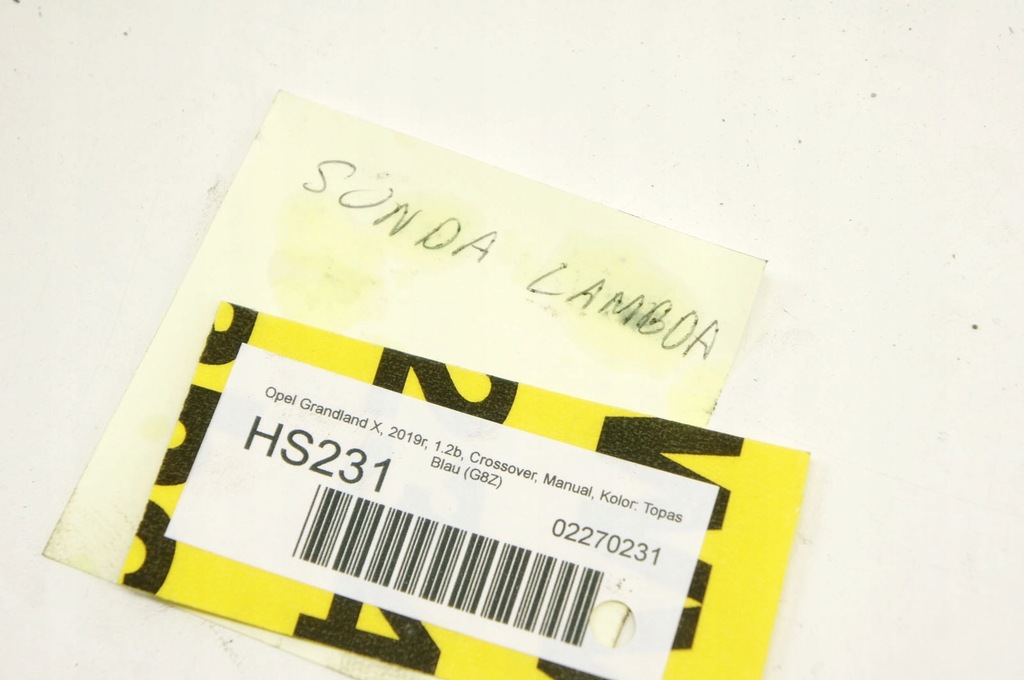 SONDA LAMBDA
Opel Grandland X, 2019r, 1.2b, Crossover, Manual, Kolor: Topas
Blau (G8Z)
HS231
02270231